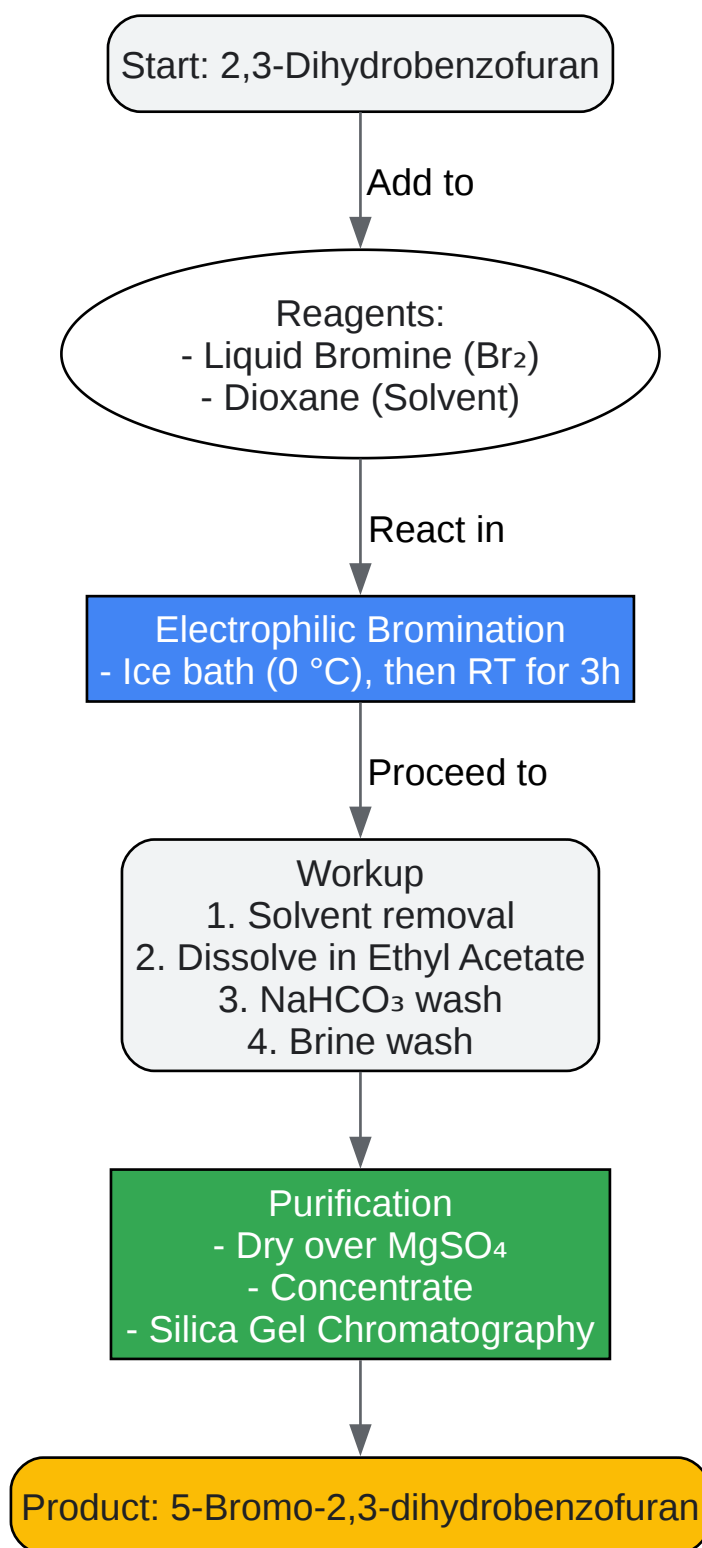 Start: 2,3-Dihydrobenzofuran
Add to
Reagents:
- Liquid Bromine (Br₂)
- Dioxane (Solvent)
React in
Electrophilic Bromination
- Ice bath (0 °C), then RT for 3h
Proceed to
Workup
1. Solvent removal
2. Dissolve in Ethyl Acetate
3. NaHCO₃ wash
4. Brine wash
Purification
- Dry over MgSO₄
- Concentrate
- Silica Gel Chromatography
Product: 5-Bromo-2,3-dihydrobenzofuran